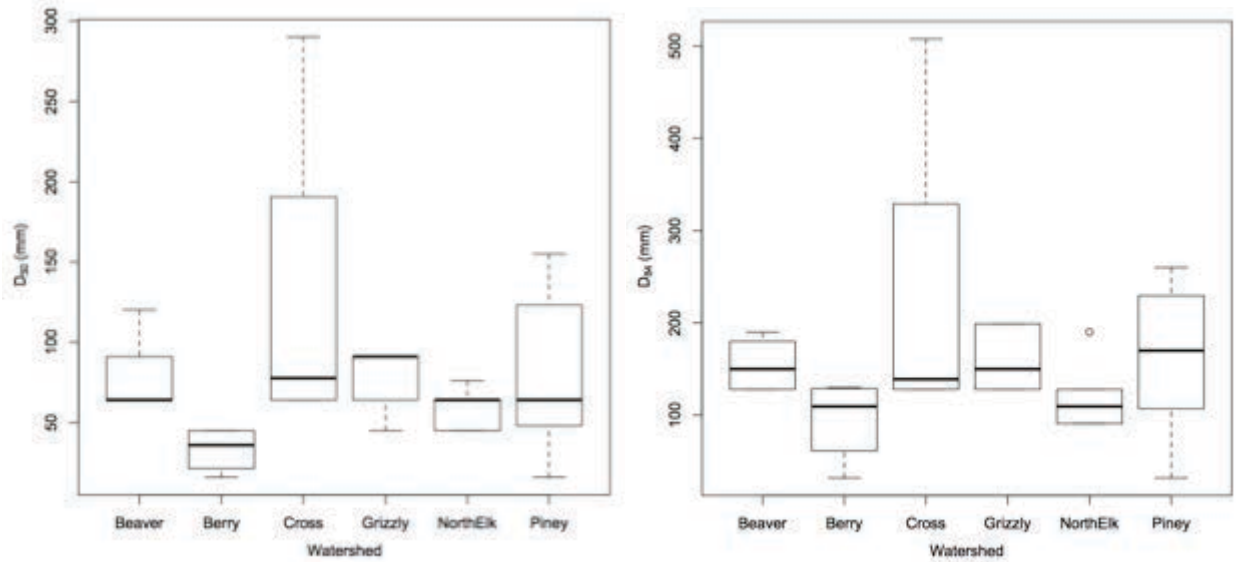 D50 (mm)
300
250
200
150
100
50
Beaver Berry Cross Grizzly NorthElk Piney
Watershed
D84 (mm)
500
400
300
200
100
Beaver Berry Cross Grizzly NorthElk Piney
Watershed